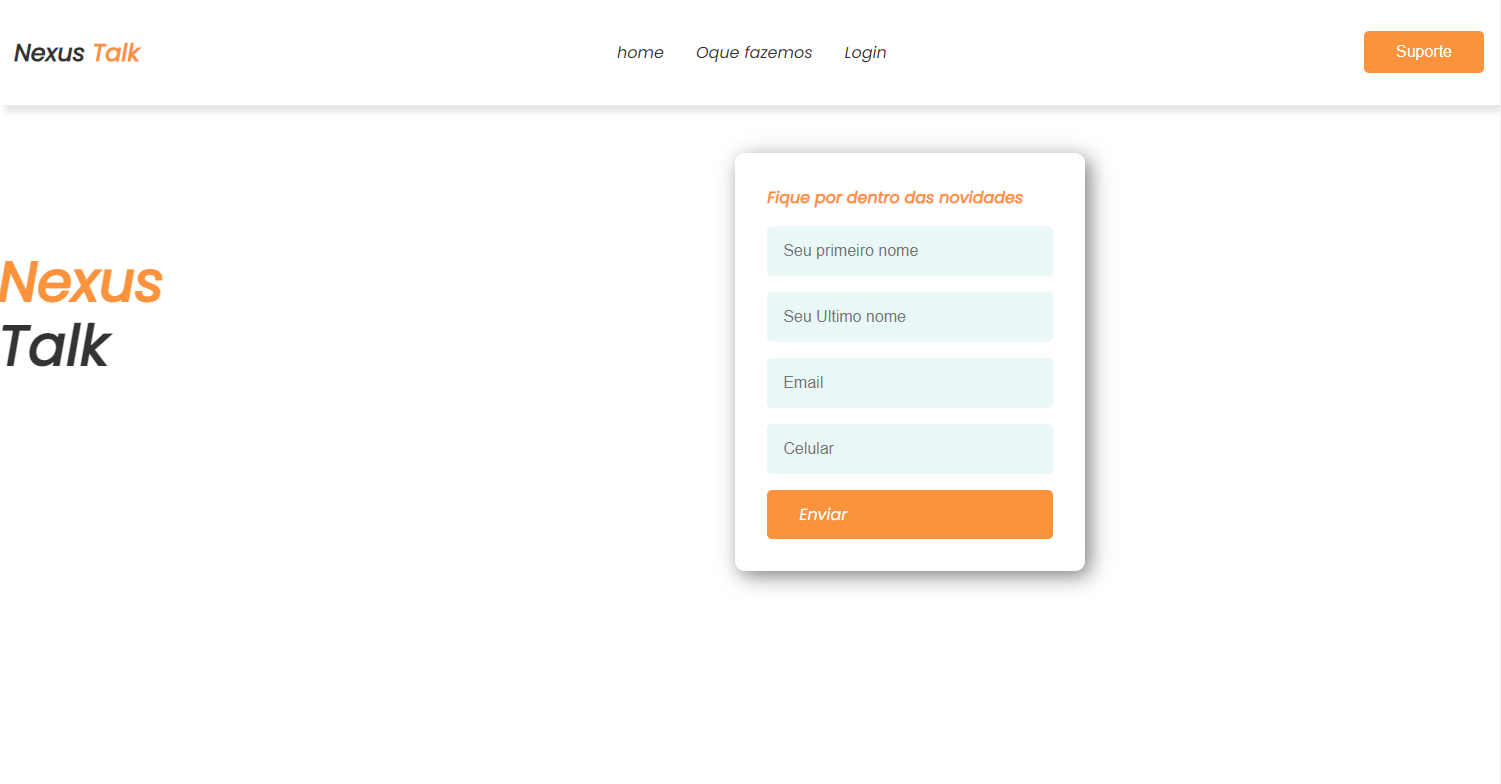 Nexus Talk
home Oque fazemos Login
Suporte
Nexus
Talk
Fique por dentro das novidades
Seu primeiro nome
Seu Ultimo nome
Email
Celular
Enviar